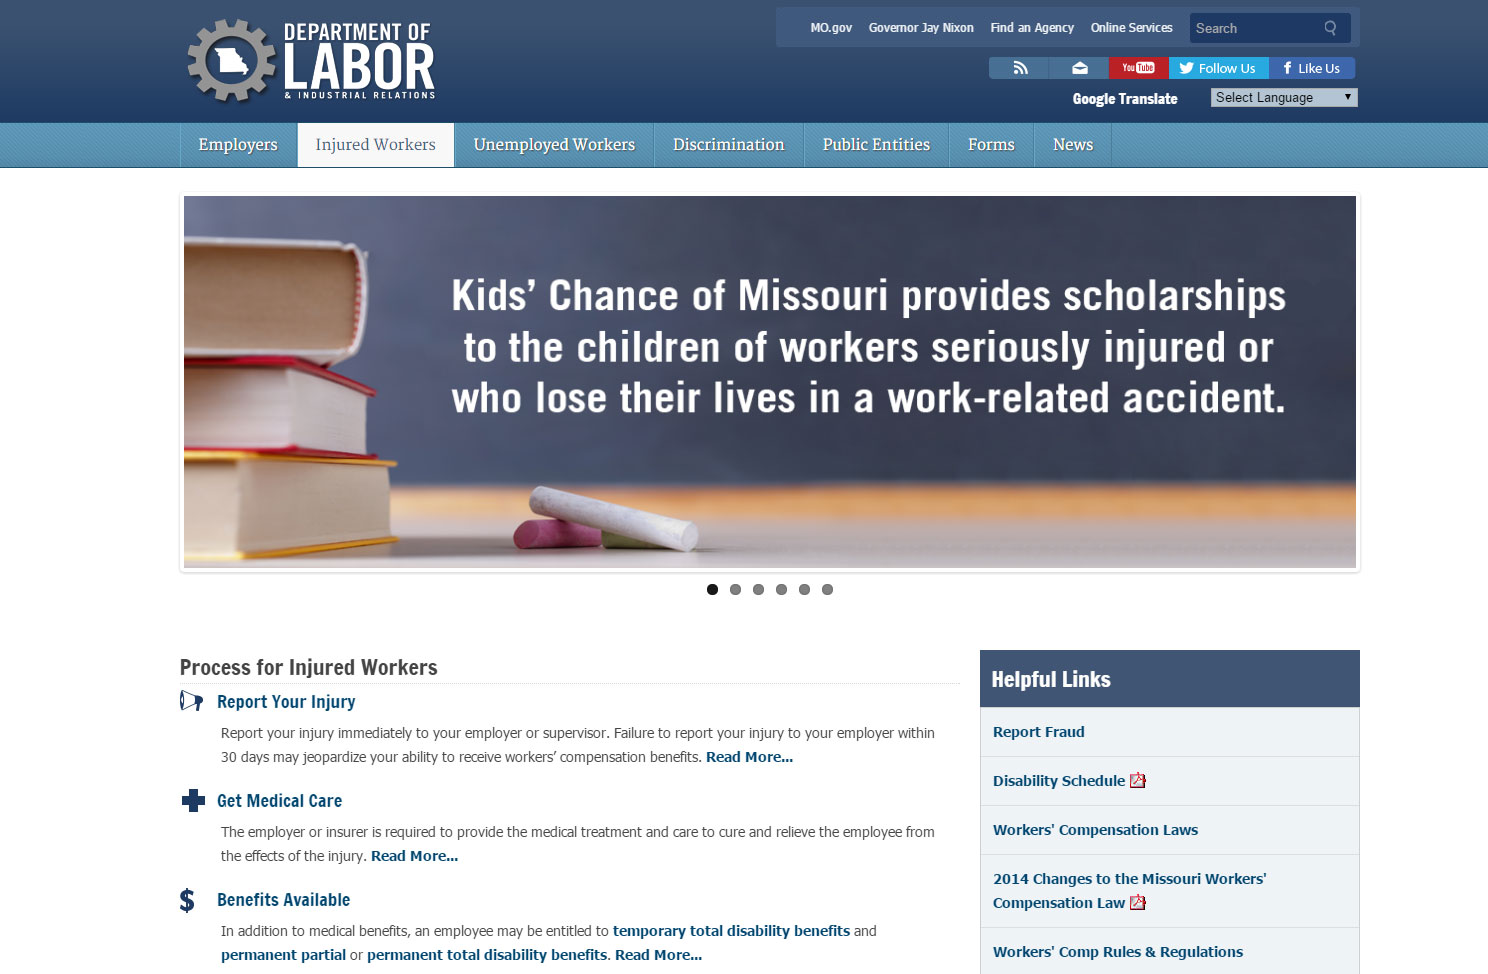 DEPARTMENT OF
LABOR
& INDUSTRIAL RELATIONS
MO.gov Governor Jay Nixon Find an Agency Online Services Search
You Tube Follow Us f Like Us
Google Translate Select Language
Employers Injured Workers Unemployed Workers Discrimination Public Entities Forms News
Kids’ Chance of Missouri provides scholarships
to the children of workers seriously injured or
who lose their lives in a work-related accident.
Process for Injured Workers
Report Your Injury
Report your injury immediately to your employer or supervisor. Failure to report your injury to your employer within
30 days may jeopardize your ability to receive workers’ compensation benefits. Read More...
Get Medical Care
The employer or insurer is required to provide the medical treatment and care to cure and relieve the employee from
the effects of the injury. Read More...
$ Benefits Available
In addition to medical benefits, an employee may be entitled to temporary total disability benefits and
permanent partial or permanent total disability benefits. Read More...
Helpful Links
Report Fraud
Disability Schedule
Workers' Compensation Laws
2014 Changes to the Missouri Workers'
Compensation Law
Workers' Comp Rules & Regulations